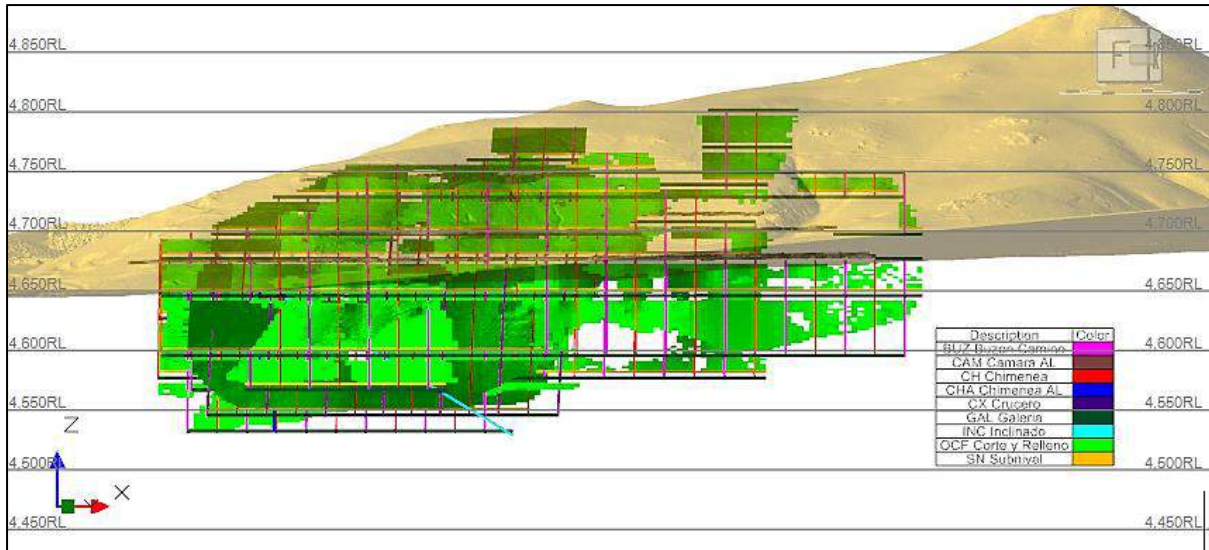 4.850RL 4.850RL
F
4.800RL 4.800RL
4.750RL 4.750RL
4.700RL 4.700RL
4.650RL 4.650RL
4.600RL 4.600RL
Description Color
BUZ Buzon Camino
CAM Camara AL
CH Chimenea
CHA Chimenea AL
CX Crucero
GAL Galeria
INC Inclinado
OCF Corte y Relleno
SN Subnivel
4.550RL 4.550RL
Z
4.500RL 4.500RL
X
4.450RL 4.450RL